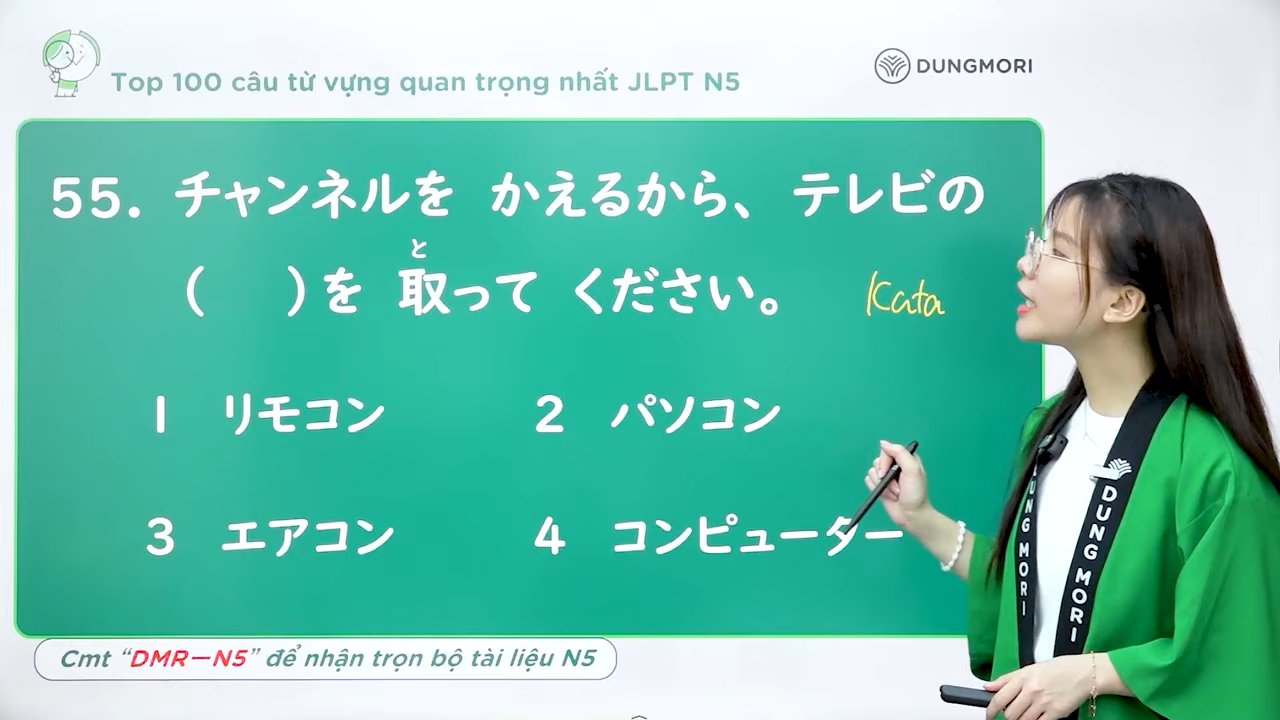 Top 100 câu từ vựng quan trọng nhất JLPT N5
DUNGMORI
55. チャンネルを かえるから、テレビの
と
(　　)を 取って ください。
Kata
1 リモコン
2 パソコン
3 エアコン
4 コンピューター
Cmt “DMR－N5” để nhận trọn bộ tài liệu N5
UNG MORI
DUNG MORI